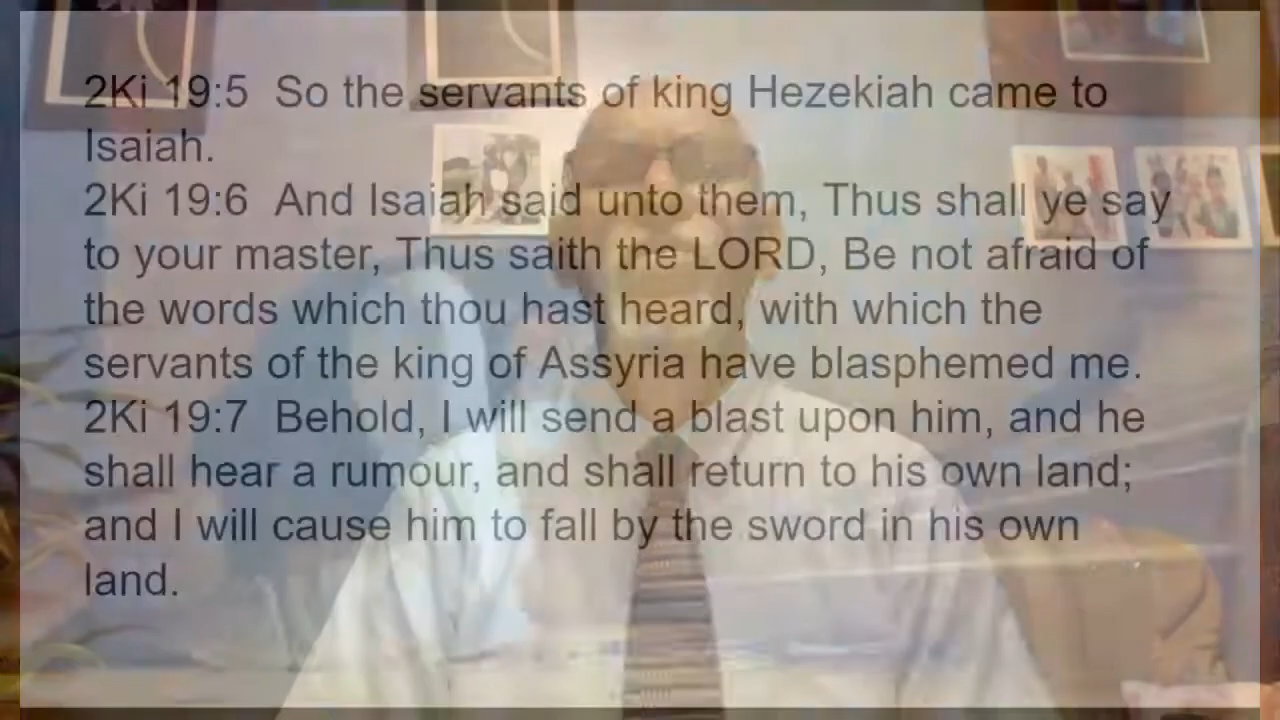 2Ki 19:5  So the servants of king Hezekiah came to
Isaiah.
2Ki 19:6  And Isaiah said unto them, Thus shall ye say
to your master, Thus saith the LORD, Be not afraid of
the words which thou hast heard, with which the
servants of the king of Assyria have blasphemed me.
2Ki 19:7  Behold, I will send a blast upon him, and he
shall hear a rumour, and shall return to his own land;
and I will cause him to fall by the sword in his own
land.